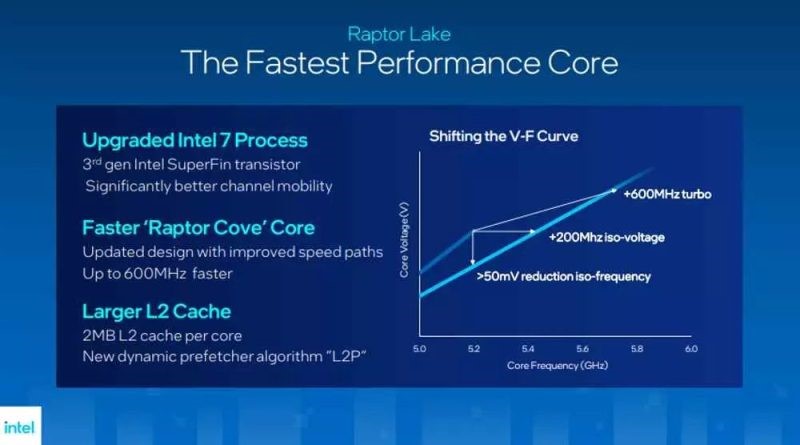 Raptor Lake
The Fastest Performance Core
Upgraded Intel 7 Process
3rd gen Intel SuperFin transistor
Significantly better channel mobility
Faster ‘Raptor Cove’ Core
Updated design with improved speed paths
Up to 600MHz faster
Larger L2 Cache
2MB L2 cache per core
New dynamic prefetcher algorithm “L2P”
Shifting the V-F Curve
Core Voltage (V)
+600MHz turbo
+200Mhz iso-voltage
>50mV reduction iso-frequency
5.0 5.2 5.4 5.6 5.8 6.0
Core Frequency (GHz)
intel